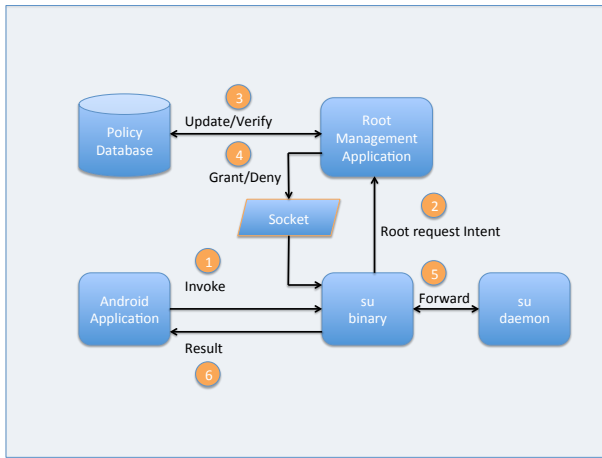 3
Update/Verify
Policy
Database
Root
Management
Application
4
Grant/Deny
Socket
2
Root request Intent
1
Invoke
Android
Application
su
binary
5
Forward
su
daemon
Result
6